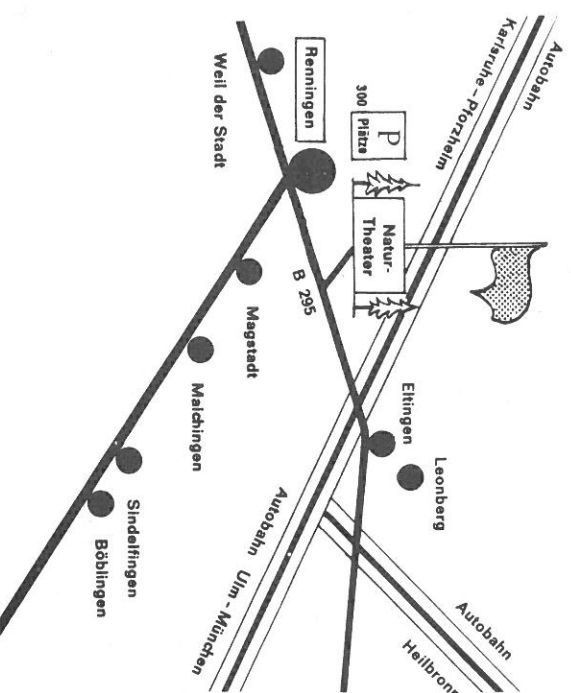 Autobahn
Karlsruhe-Pforzheim
Renningen
Weil der Stadt
P
300 Plätze
Natur-
Theater
B 295
Magstadt
Maichingen
Sindelfingen
Böblingen
Eltingen
Leonberg
Autobahn Ulm-München
Autobahn
Heilbronn